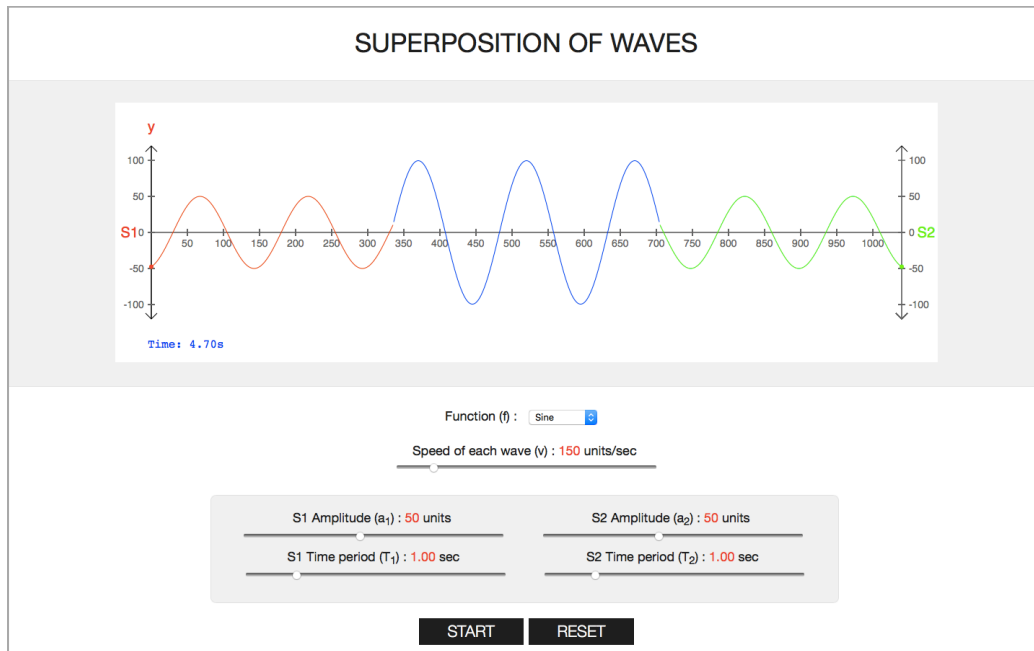 SUPERPOSITION OF WAVES
y
100 100
50 50
S1 0 50 100 150 200 250 300 350 400 450 500 550 600 650 700 750 800 850 900 950 1000 0 S2
-50 -50
-100 -100
Time: 4.70s
Function (f) : Sine
Speed of each wave (v) : 150 units/sec
S1 Amplitude (a₁) : 50 units S2 Amplitude (a₂) : 50 units
S1 Time period (T₁) : 1.00 sec S2 Time period (T₂) : 1.00 sec
START RESET